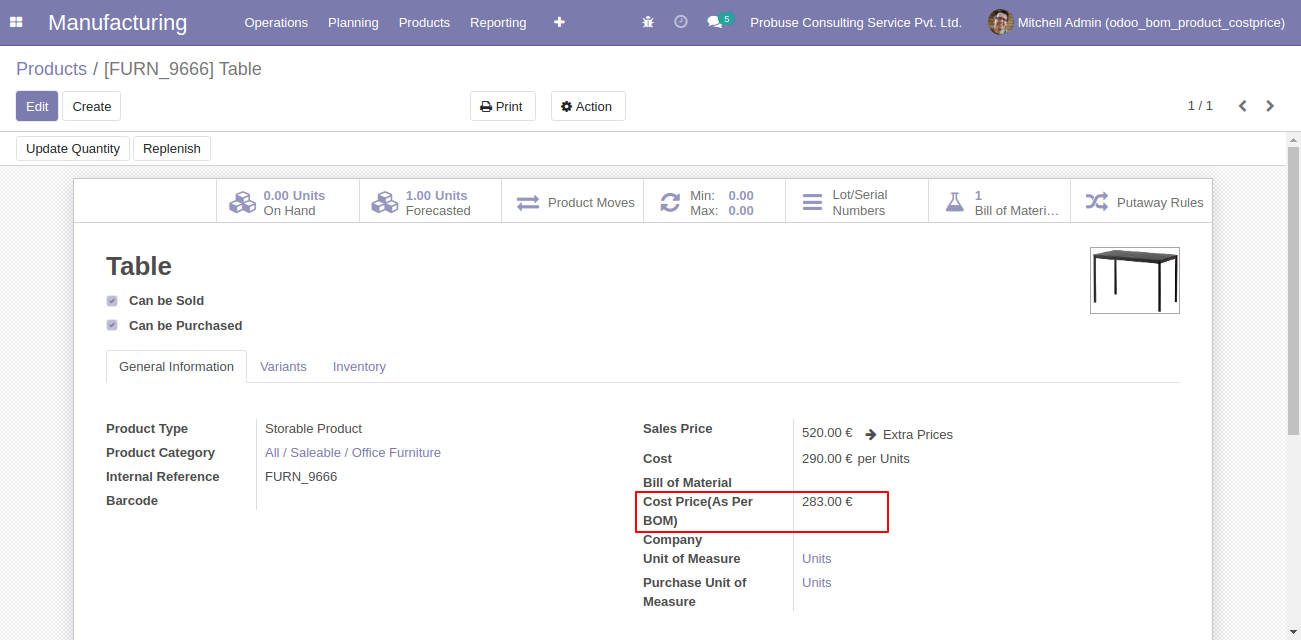 Manufacturing
Operations Planning Products Reporting
5
Probuse Consulting Service Pvt. Ltd.
Mitchell Admin (odoo_bom_product_costprice)
Products / [FURN_9666] Table
Edit Create
Print Action
1 / 1
Update Quantity Replenish
0.00 Units
On Hand
1.00 Units
Forecasted
Product Moves
Min: 0.00
Max: 0.00
Lot/Serial
Numbers
1
Bill of Materi...
Putaway Rules
Table
Can be Sold
Can be Purchased
General Information Variants Inventory
Product Type Storable Product
Product Category All / Saleable / Office Furniture
Internal Reference FURN_9666
Barcode
Sales Price 520.00 € Extra Prices
Cost 290.00 € per Units
Bill of Material
Cost Price(As Per 283.00 €
BOM)
Company
Unit of Measure Units
Purchase Unit of Units
Measure